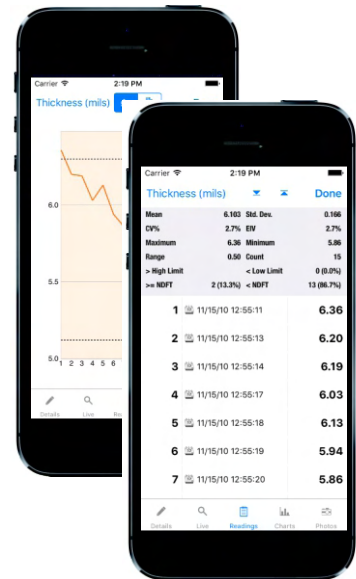 Carrier 2:19 PM
Thickness (mils)
6.0
5.5
5.0
1 2 3 4 5 6
Details Live
Carrier 2:19 PM
Thickness (mils) Done
Mean 6.103 Std. Dev. 0.166
CV% 2.7% EIV 2.7%
Maximum 6.36 Minimum 5.86
Range 0.50 Count 15
> High Limit < Low Limit 0 (0.0%)
>= NDFT 2 (13.3%) < NDFT 13 (86.7%)
1 11/15/10 12:55:11 6.36
2 11/15/10 12:55:13 6.20
3 11/15/10 12:55:14 6.19
4 11/15/10 12:55:17 6.03
5 11/15/10 12:55:18 6.13
6 11/15/10 12:55:19 5.94
7 11/15/10 12:55:20 5.86
Details Live Readings Charts Photos